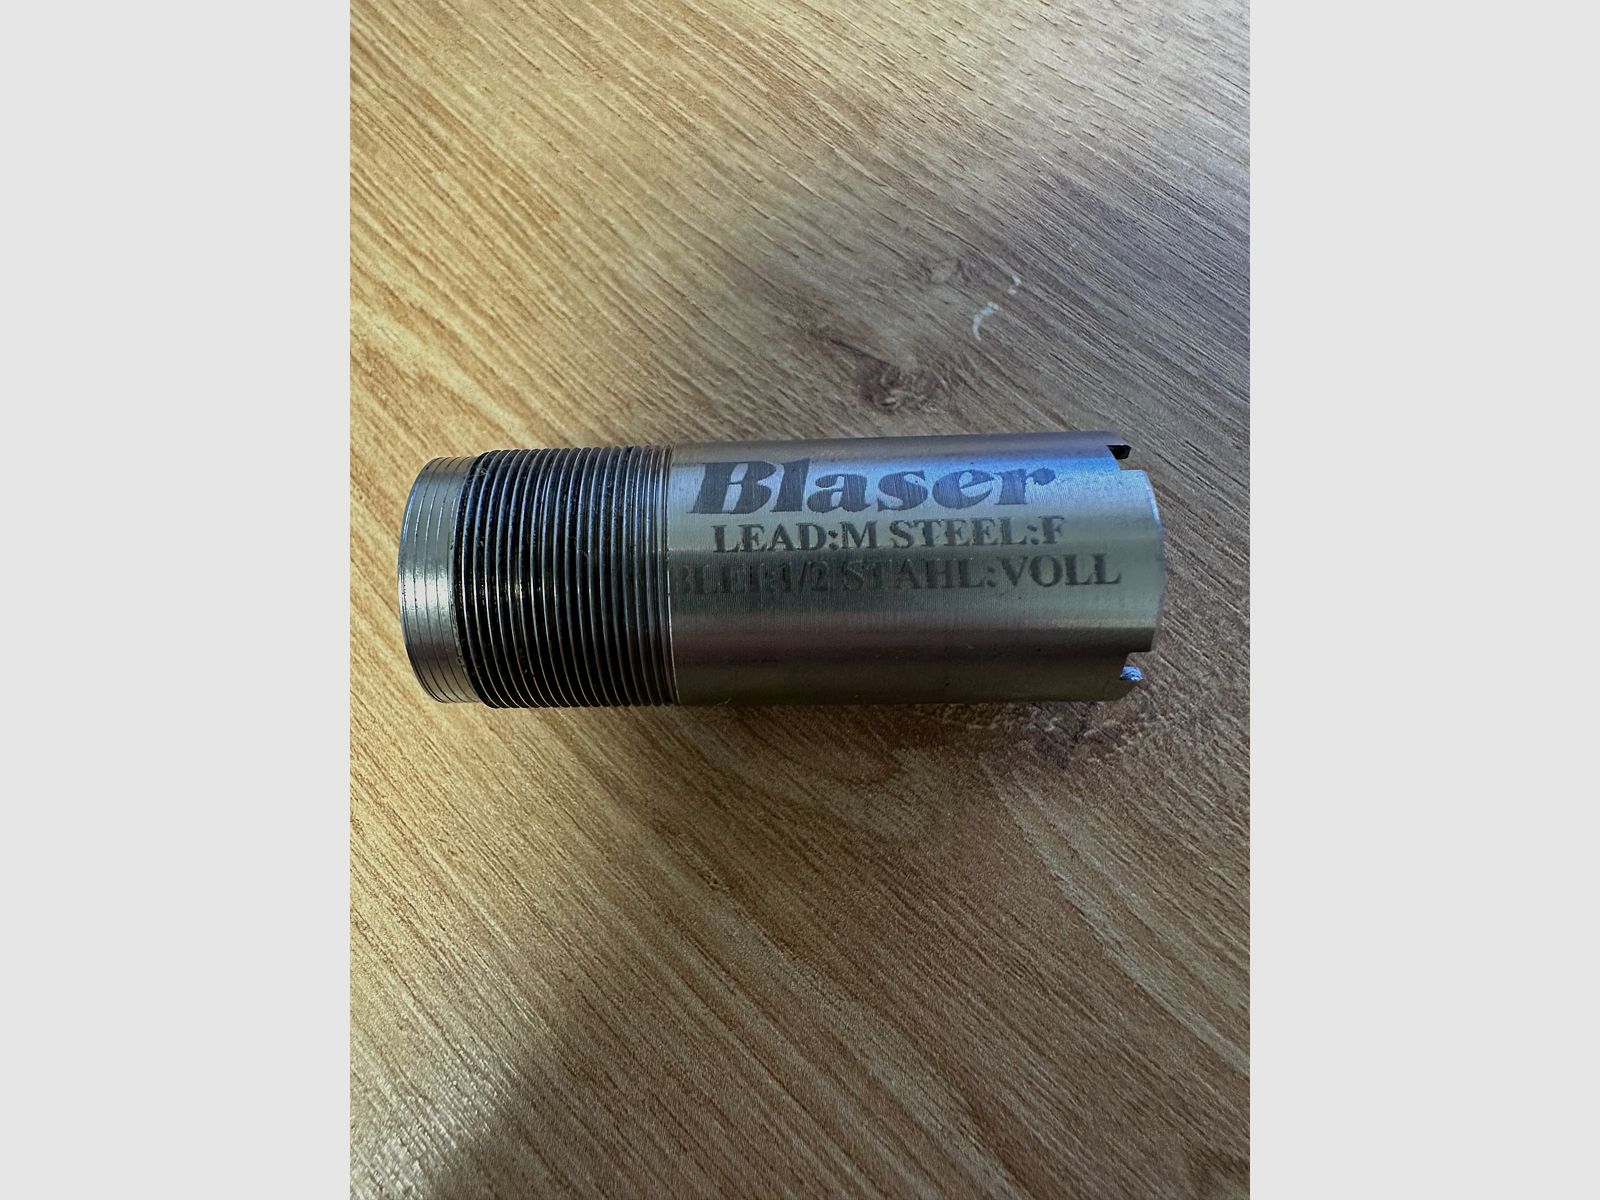 Blaser
LEAD:M STEEL:F
BLEI:1/2 STAHL:VOLL